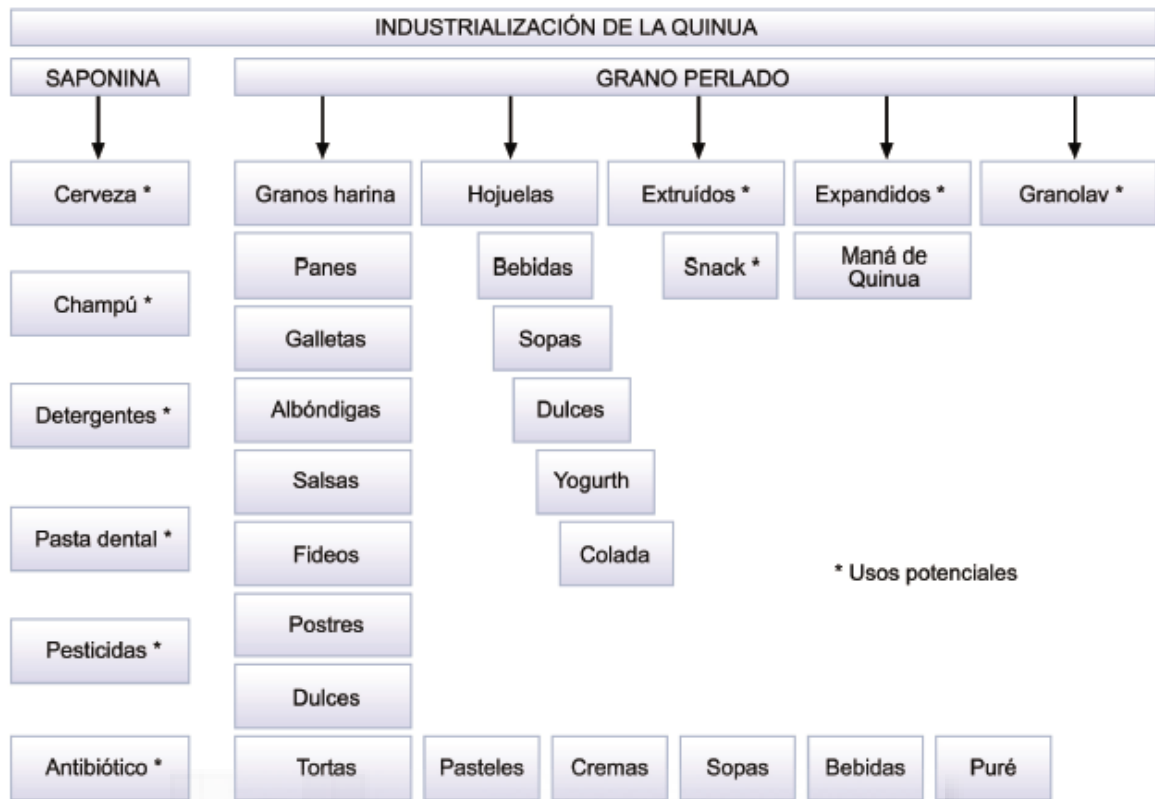 INDUSTRIALIZACIÓN DE LA QUINUA
SAPONINA
GRANO PERLADO
Cerveza *
Granos harina
Hojuelas
Extruídos *
Expandidos *
Granolav *
Panes
Bebidas
Snack *
Maná de
Quinua
Champú *
Galletas
Sopas
Detergentes *
Albóndigas
Dulces
Salsas
Yogurth
Pasta dental *
Fideos
Colada
* Usos potenciales
Postres
Pesticidas *
Dulces
Antibiótico *
Tortas
Pasteles
Cremas
Sopas
Bebidas
Puré